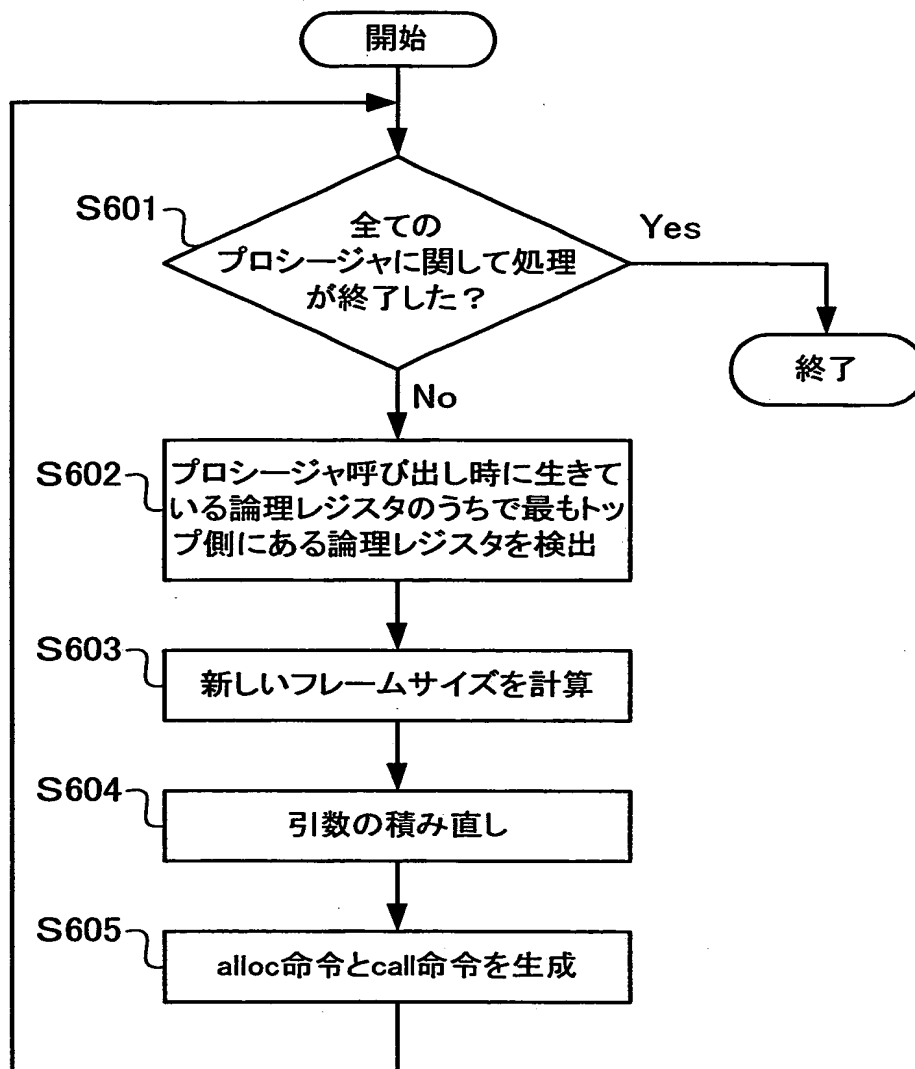 開始
S601
全ての
プロシージャに関して処理
が終了した？
Yes
終了
No
S602
プロシージャ呼び出し時に生きて
いる論理レジスタのうちで最もトッ
プ側にある論理レジスタを検出
S603
新しいフレームサイズを計算
S604
引数の積み直し
S605
alloc命令とcall命令を生成